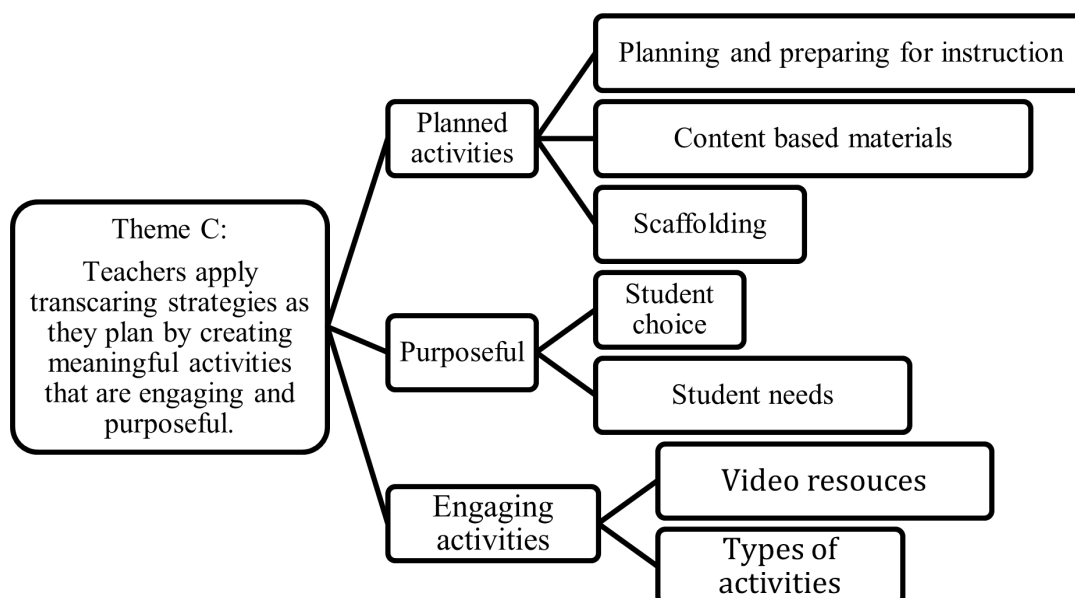 Theme C:
Teachers apply
transcaring strategies as
they plan by creating
meaningful activities
that are engaging and
purposeful.
Planned
activities
Planning and preparing for instruction
Content based materials
Scaffolding
Purposeful
Student
choice
Student needs
Engaging
activities
Video resouces
Types of
activities